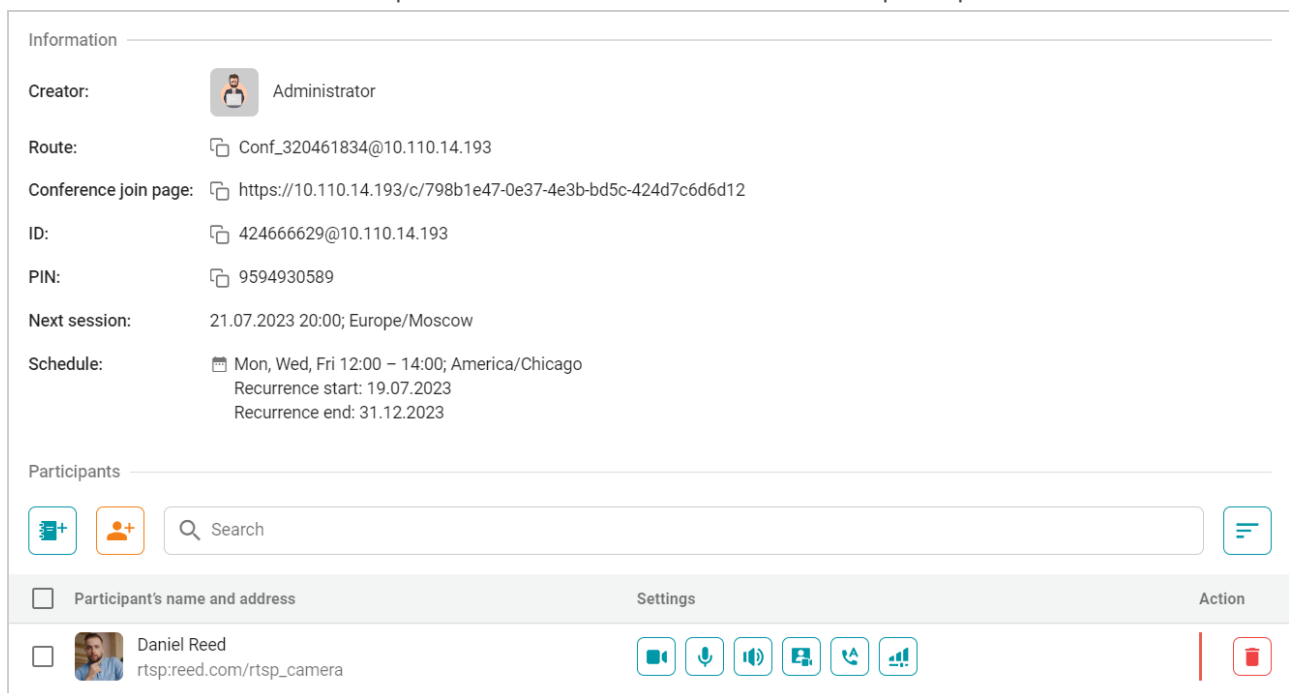 Information
Creator: Administrator
Route: Conf_320461834@10.110.14.193
Conference join page: https://10.110.14.193/c/798b1e47-0e37-4e3b-bd5c-424d7c6d6d12
ID: 424666629@10.110.14.193
PIN: 9594930589
Next session: 21.07.2023 20:00; Europe/Moscow
Schedule: Mon, Wed, Fri 12:00 – 14:00; America/Chicago
Recurrence start: 19.07.2023
Recurrence end: 31.12.2023
Participants
Search
Participant's name and address Settings Action
Daniel Reed
rtsp:reed.com/rtsp_camera